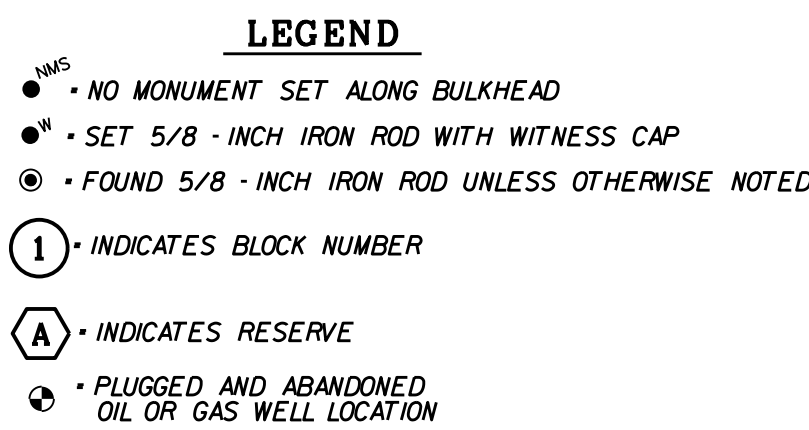 LEGEND
NMS = NO MONUMENT SET ALONG BULKHEAD
W = SET 5/8 - INCH IRON ROD WITH WITNESS CAP
= FOUND 5/8 - INCH IRON ROD UNLESS OTHERWISE NOTED
1 = INDICATES BLOCK NUMBER
A = INDICATES RESERVE
= PLUGGED AND ABANDONED
OIL OR GAS WELL LOCATION